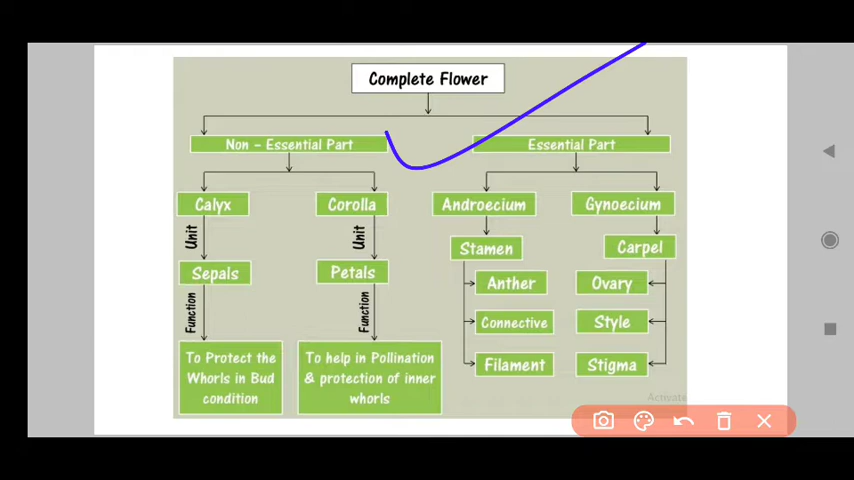 Complete Flower
Non - Essential Part
Essential Part
Calyx
Corolla
Androecium
Gynoecium
Unit
Unit
Stamen
Carpel
Sepals
Petals
Anther
Ovary
Function
Function
Connective
Style
To Protect the
Whorls in Bud
condition
To help in Pollination
& protection of inner
whorls
Filament
Stigma
Activate